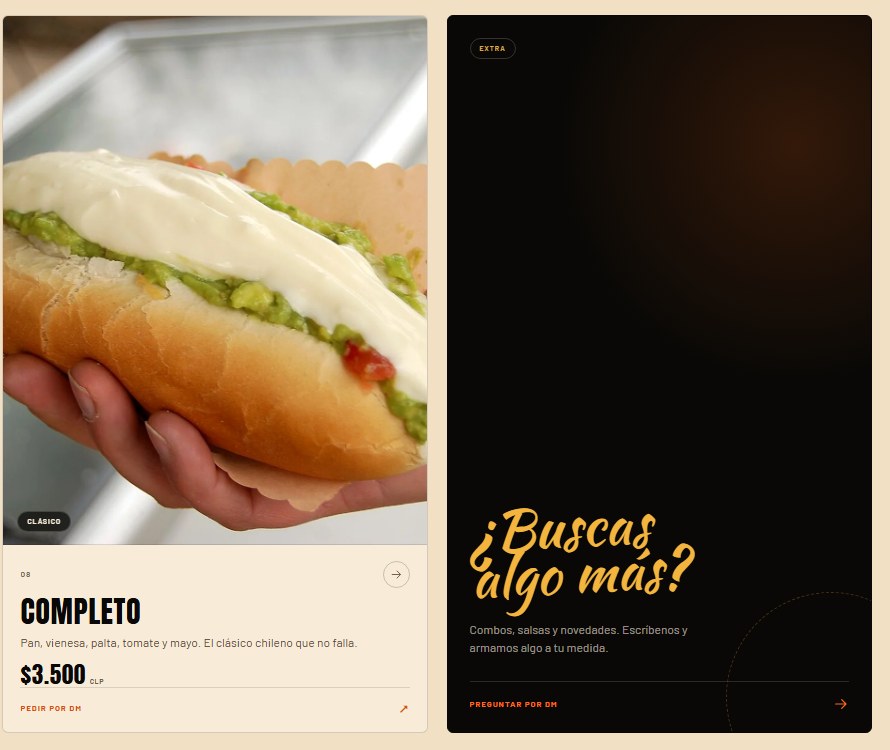 CLÁSICO
08
COMPLETO
Pan, vienesa, palta, tomate y mayo. El clásico chileno que no falla.
$3.500 CLP
PEDIR POR DM
EXTRA
¿Buscas
algo más?
Combos, salsas y novedades. Escríbenos y
armamos algo a tu medida.
PREGUNTAR POR DM